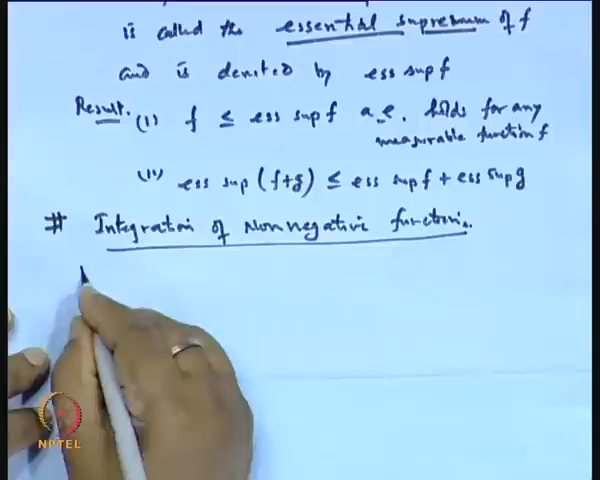 is called the essential supremum of f
and is denoted by ess sup f
Result. (i) f ≤ ess sup f a.e. holds for any
measurable function f
(ii) ess sup (f+g) ≤ ess sup f + ess sup g
# Integration of Nonnegative functions.
NPTEL